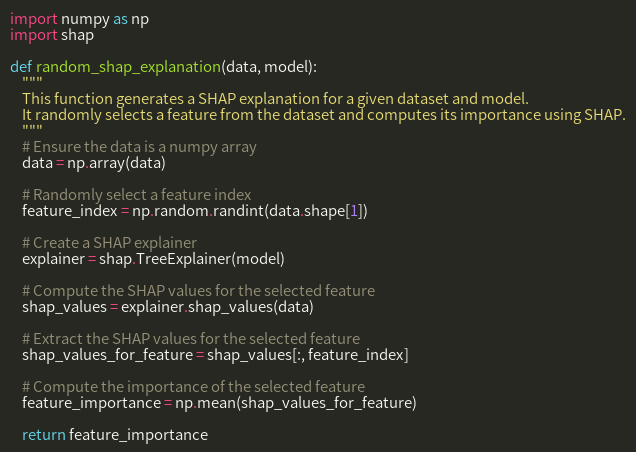 import numpy as np
import shap

def random_shap_explanation(data, model):
    """
    This function generates a SHAP explanation for a given dataset and model.
    It randomly selects a feature from the dataset and computes its importance using SHAP.
    """
    # Ensure the data is a numpy array
    data = np.array(data)

    # Randomly select a feature index
    feature_index = np.random.randint(data.shape[1])

    # Create a SHAP explainer
    explainer = shap.TreeExplainer(model)

    # Compute the SHAP values for the selected feature
    shap_values = explainer.shap_values(data)

    # Extract the SHAP values for the selected feature
    shap_values_for_feature = shap_values[:, feature_index]

    # Compute the importance of the selected feature
    feature_importance = np.mean(shap_values_for_feature)

    return feature_importance